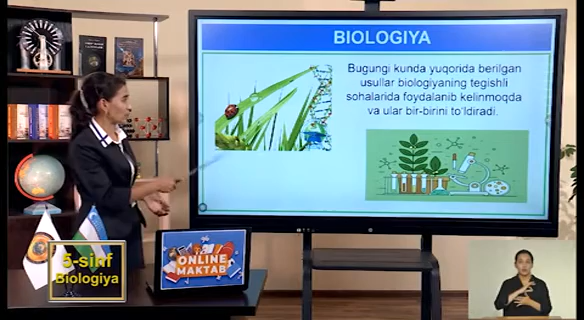 BIOLOGIYA
Bugungi kunda yuqorida berilgan
usullar biologiyaning tegishli
sohalarida foydalanib kelinmoqda
va ular bir-birini to'ldiradi.
5-sinf
Biologiya
ONLINE
MAKTAB